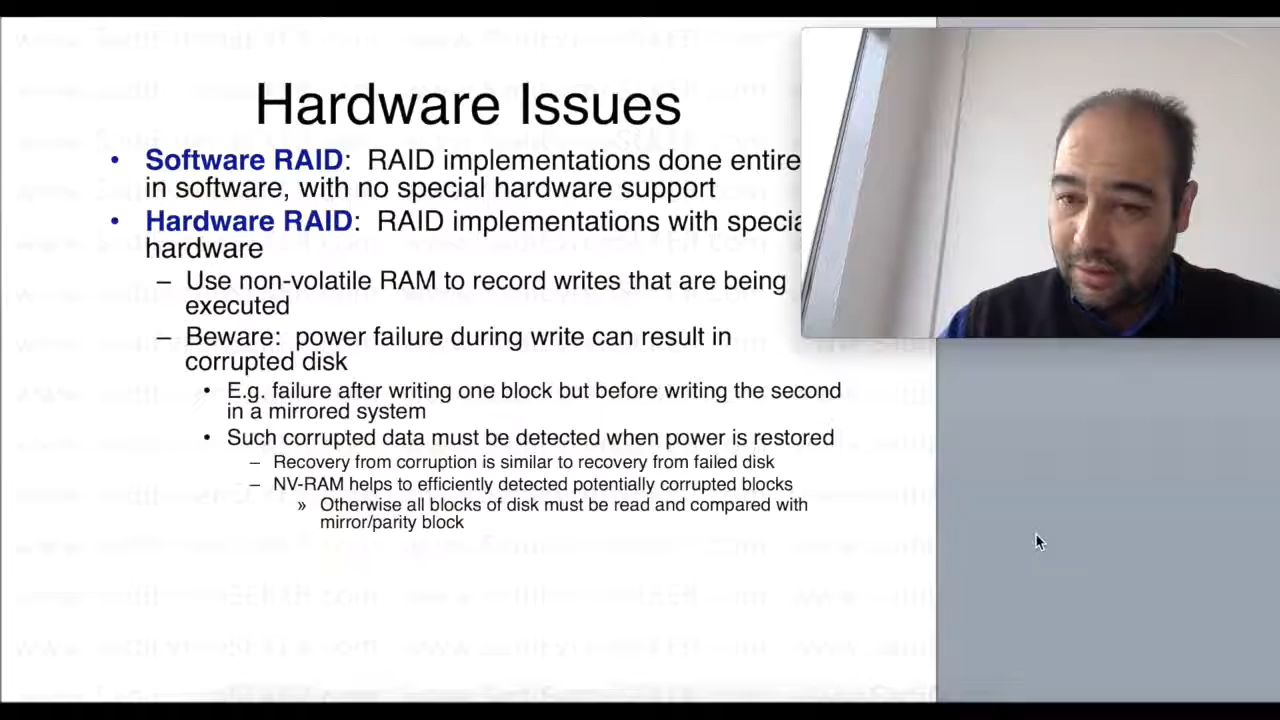 Hardware Issues
• Software RAID: RAID implementations done entire
in software, with no special hardware support
• Hardware RAID: RAID implementations with specia
hardware
– Use non-volatile RAM to record writes that are being
executed
– Beware: power failure during write can result in
corrupted disk
• E.g. failure after writing one block but before writing the second
in a mirrored system
• Such corrupted data must be detected when power is restored
– Recovery from corruption is similar to recovery from failed disk
– NV-RAM helps to efficiently detected potentially corrupted blocks
» Otherwise all blocks of disk must be read and compared with
mirror/parity block